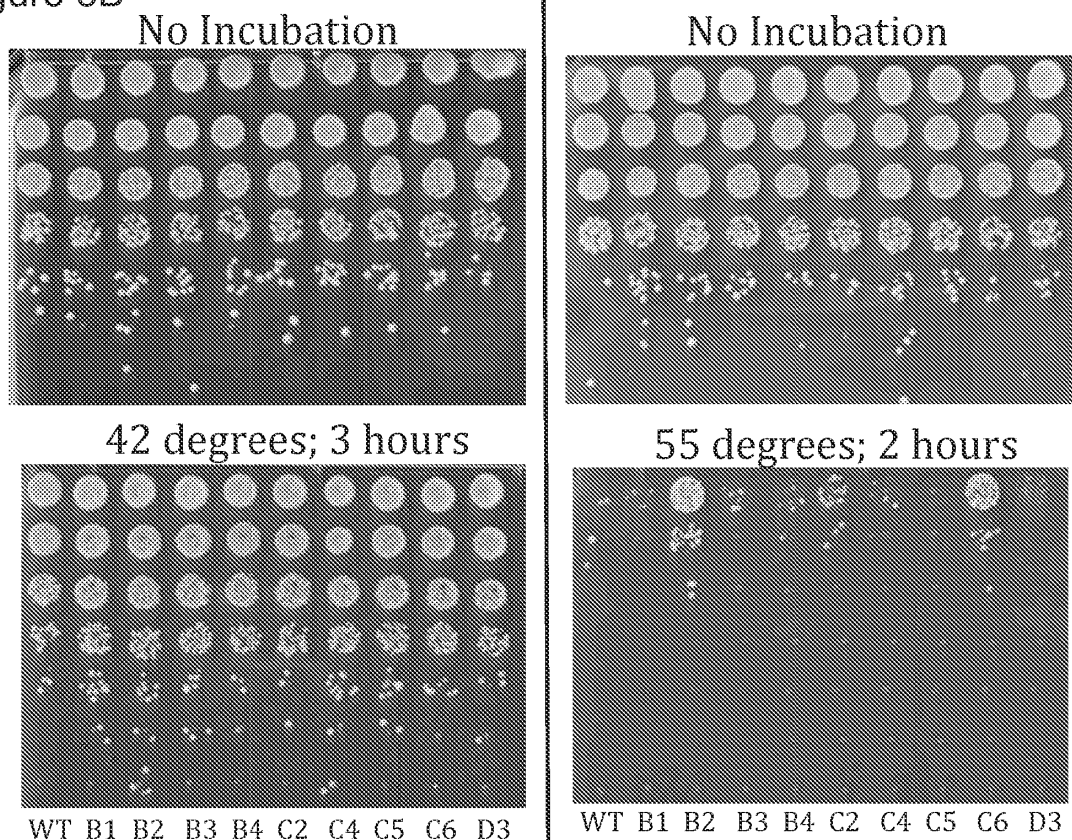 No Incubation
No Incubation
42 degrees; 3 hours
55 degrees; 2 hours
WT B1 B2 B3 B4 C2 C4 C5 C6 D3
WT B1 B2 B3 B4 C2 C4 C5 C6 D3